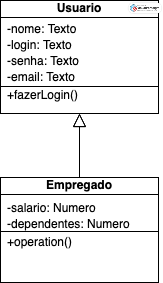 Usuario
-nome: Texto
-login: Texto
-senha: Texto
-email: Texto
+fazerLogin()
Empregado
-salario: Numero
-dependentes: Numero
+operation()